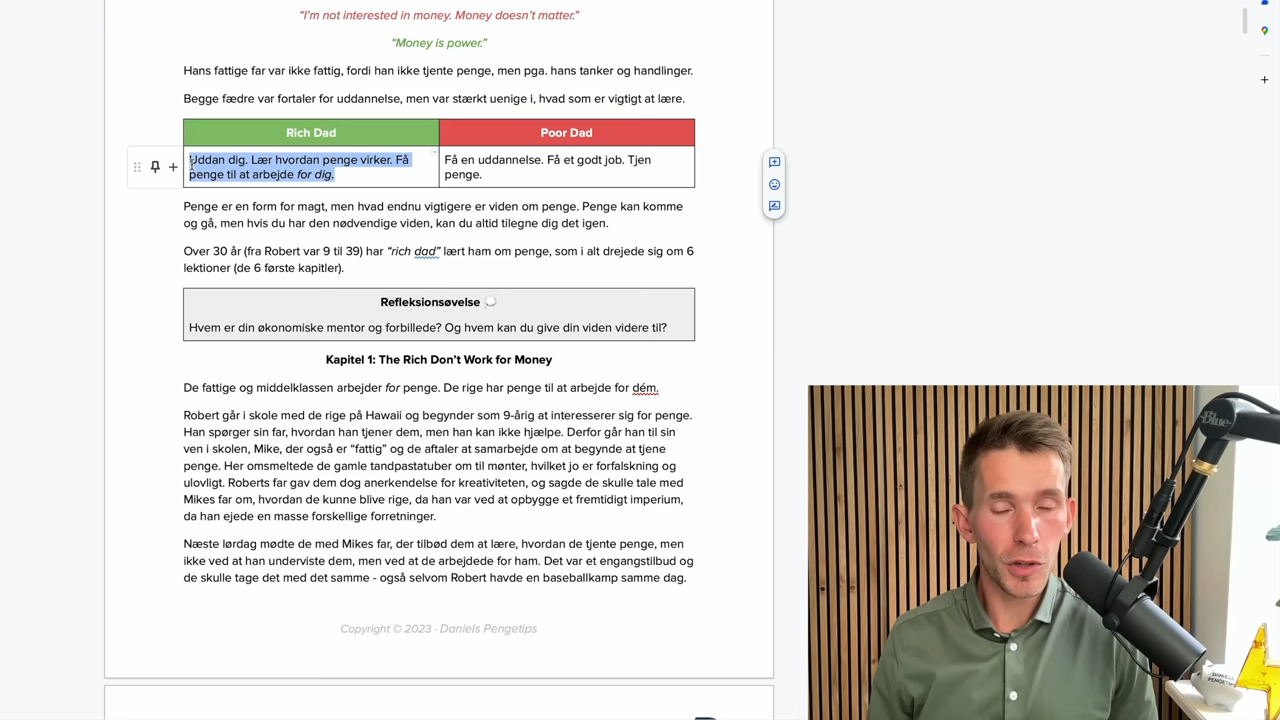 “I’m not interested in money. Money doesn’t matter.”
“Money is power.”
Hans fattige far var ikke fattig, fordi han ikke tjente penge, men pga. hans tanker og handlinger.
Begge fædre var fortaler for uddannelse, men var stærkt uenige i, hvad som er vigtigt at lære.
Rich Dad
Poor Dad
Uddan dig. Lær hvordan penge virker. Få
penge til at arbejde for dig.
Få en uddannelse. Få et godt job. Tjen
penge.
Penge er en form for magt, men hvad endnu vigtigere er viden om penge. Penge kan komme
og gå, men hvis du har den nødvendige viden, kan du altid tilegne dig det igen.
Over 30 år (fra Robert var 9 til 39) har “rich dad” lært ham om penge, som i alt drejede sig om 6
lektioner (de 6 første kapitler).
Refleksionsøvelse
Hvem er din økonomiske mentor og forbillede? Og hvem kan du give din viden videre til?
Kapitel 1: The Rich Don’t Work for Money
De fattige og middelklassen arbejder for penge. De rige har penge til at arbejde for dém.
Robert går i skole med de rige på Hawaii og begynder som 9-årig at interesserer sig for penge.
Han spørger sin far, hvordan han tjener dem, men han kan ikke hjælpe. Derfor går han til sin
ven i skolen, Mike, der også er “fattig” og de aftaler at samarbejde om at begynde at tjene
penge. Her omsmeltede de gamle tandpastatuber om til mønter, hvilket jo er forfalskning og
ulovligt. Roberts far gav dem dog anerkendelse for kreativiteten, og sagde de skulle tale med
Mikes far om, hvordan de kunne blive rige, da han var ved at opbygge et fremtidigt imperium,
da han ejede en masse forskellige forretninger.
Næste lørdag mødte de med Mikes far, der tilbød dem at lære, hvordan de tjente penge, men
ikke ved at han underviste dem, men ved at de arbejdede for ham. Det var et engangstilbud og
de skulle tage det med det samme - også selvom Robert havde en baseballkamp samme dag.
Copyright © 2023 · Daniels Pengetips
Blue
DANIELS
PENGETIPS